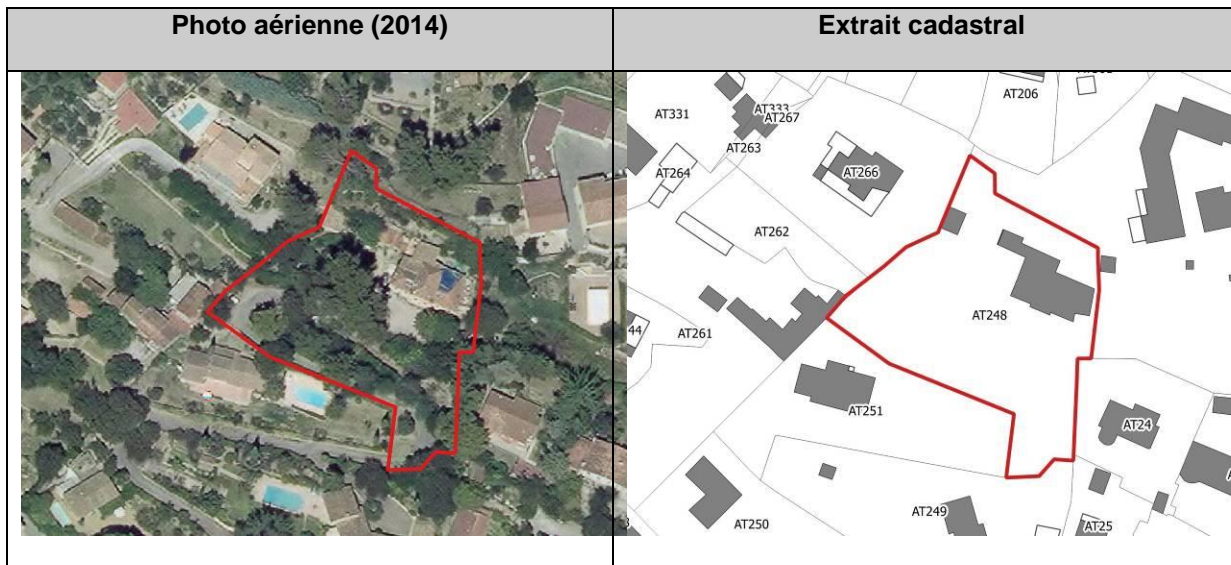 Photo aérienne (2014)
Extrait cadastral
AT206
AT331
AT333
AT267
AT263
AT264
AT266
AT262
44
AT261
AT248
AT251
AT24
AT250
AT249
AT25